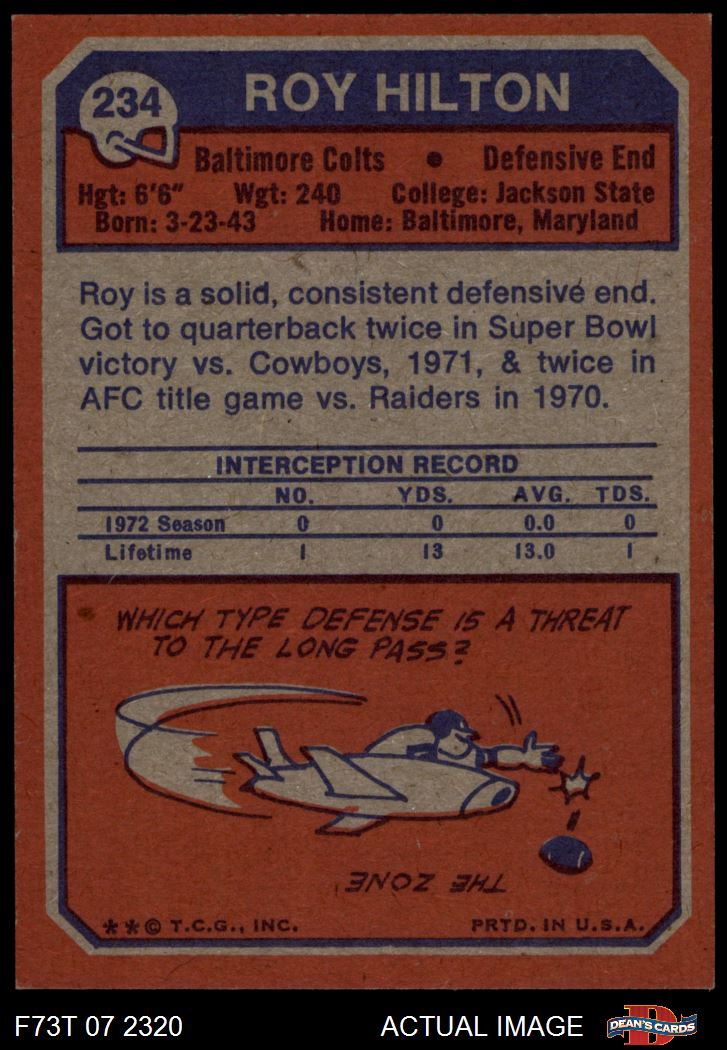 234
ROY HILTON
Baltimore Colts • Defensive End
Hgt: 6'6" Wgt: 240 College: Jackson State
Born: 3-23-43 Home: Baltimore, Maryland
Roy is a solid, consistent defensive end.
Got to quarterback twice in Super Bowl
victory vs. Cowboys, 1971, & twice in
AFC title game vs. Raiders in 1970.
INTERCEPTION RECORD
NO. YDS. AVG. TDS.
1972 Season 0 0 0.0 0
Lifetime 1 13 13.0 1
WHICH TYPE DEFENSE IS A THREAT
TO THE LONG PASS?
THE ZONE
**© T.C.G., INC. PRTD. IN U.S.A.
F73T 07 2320 ACTUAL IMAGE D DEAN'S CARDS